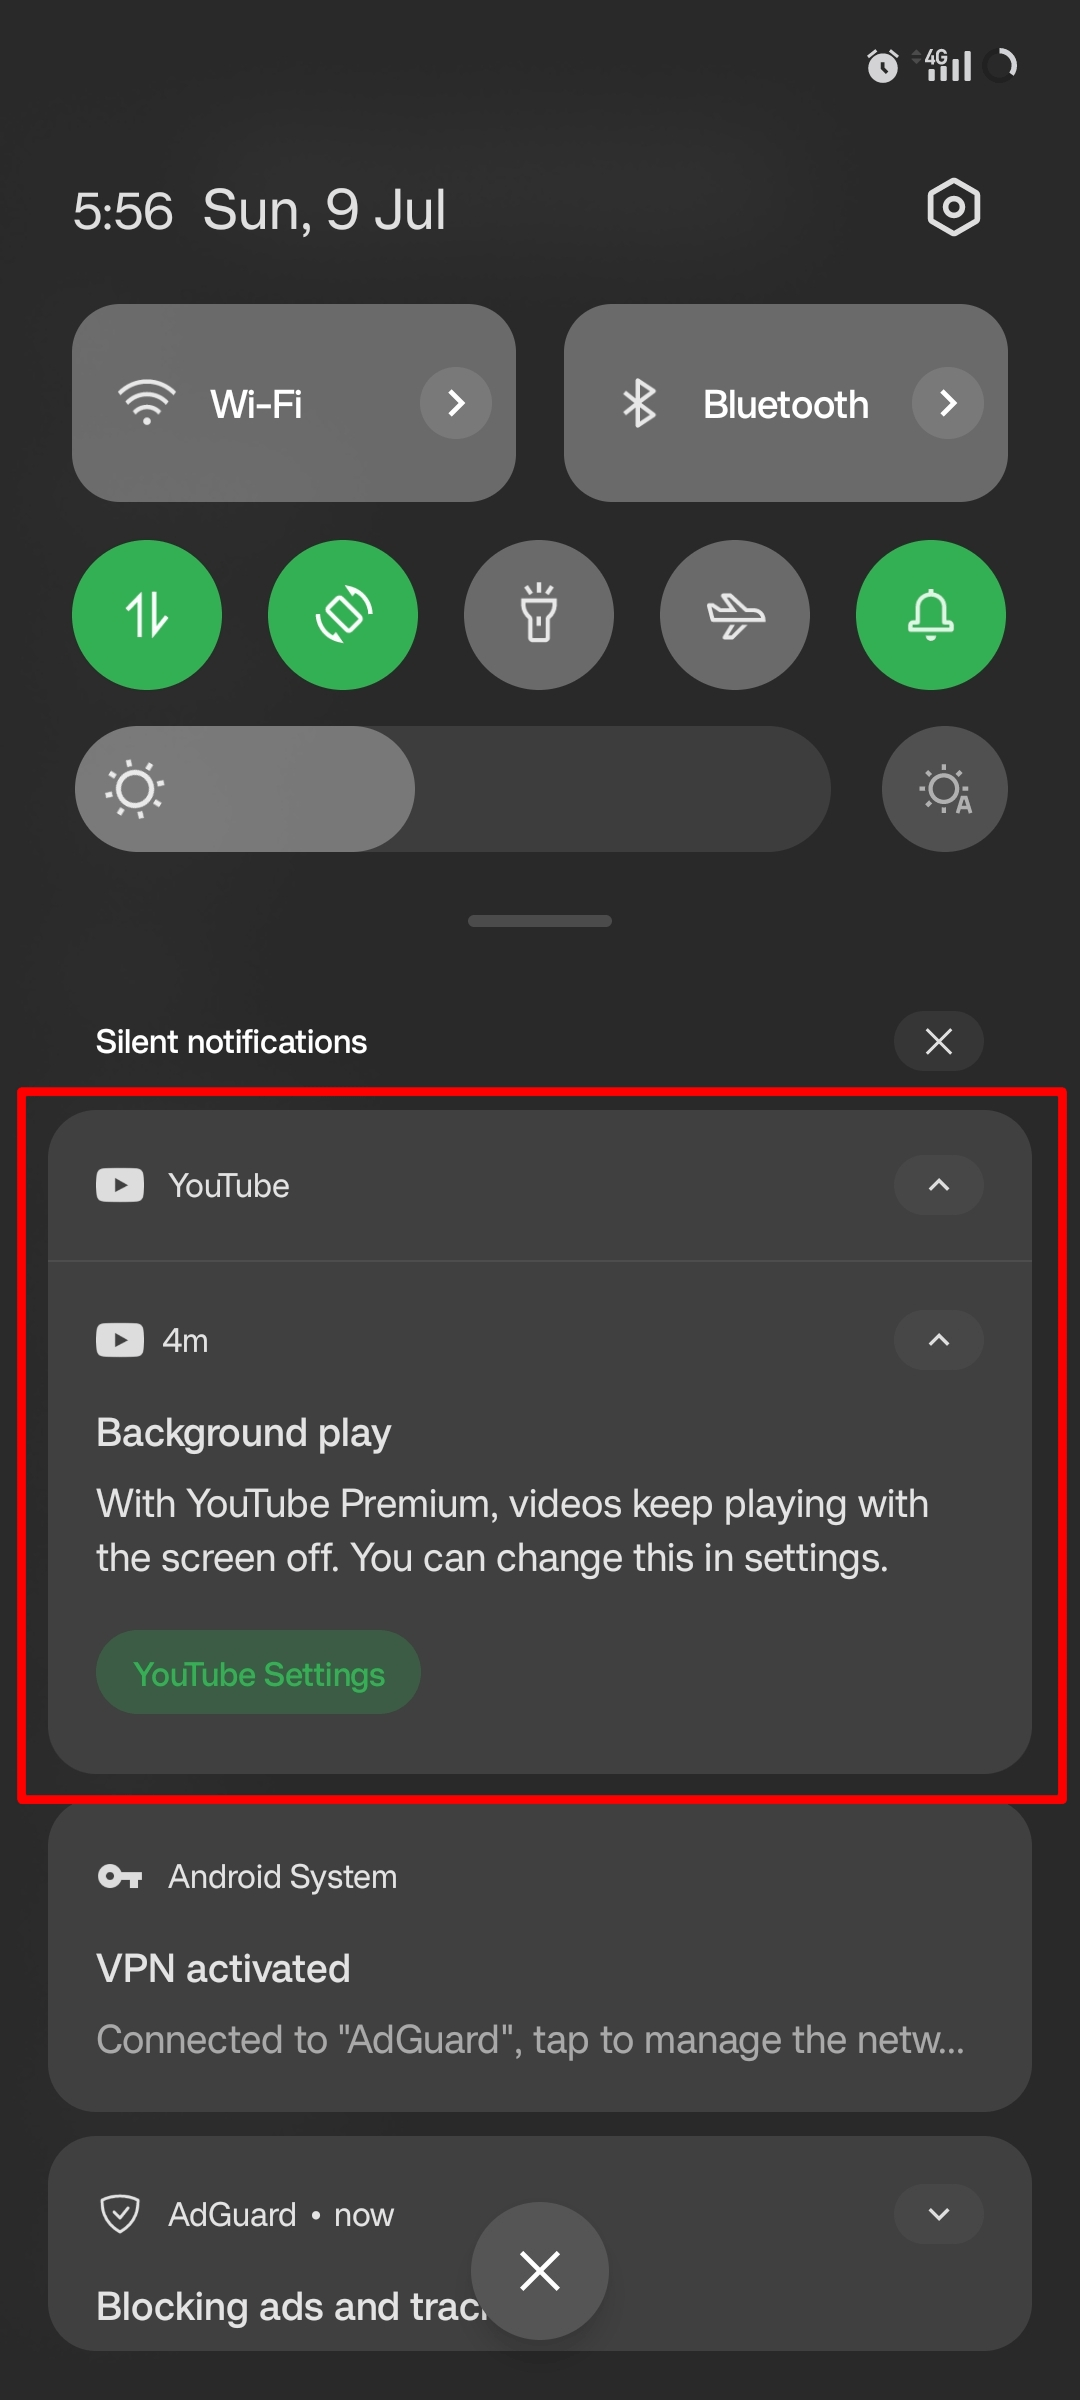 4G
5:56 Sun, 9 Jul
Wi-Fi
Bluetooth
A
Silent notifications
YouTube
4m
Background play
With YouTube Premium, videos keep playing with
the screen off. You can change this in settings.
YouTube Settings
Android System
VPN activated
Connected to "AdGuard", tap to manage the netw...
AdGuard • now
Blocking ads and